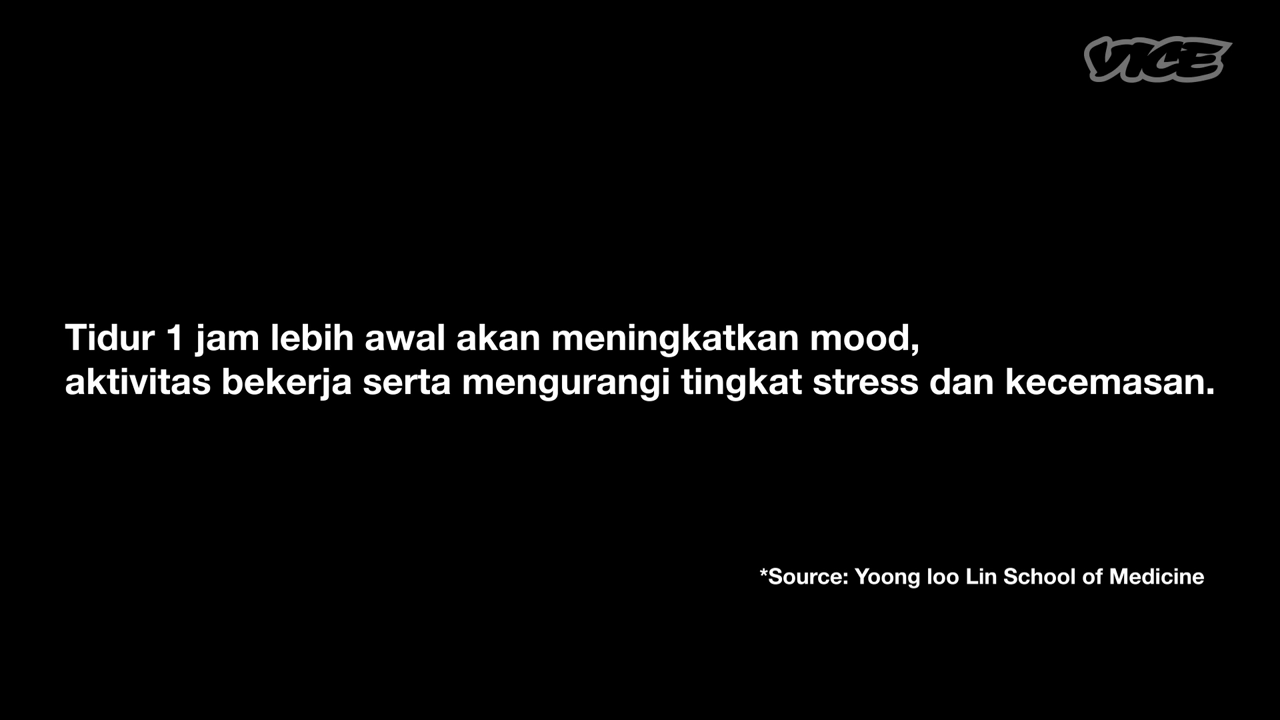 VICE
Tidur 1 jam lebih awal akan meningkatkan mood,
aktivitas bekerja serta mengurangi tingkat stress dan kecemasan.
*Source: Yoong loo Lin School of Medicine